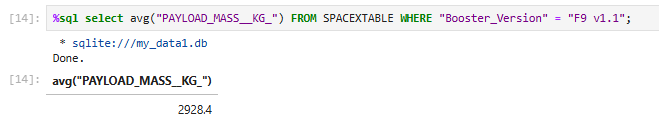 [14]: %sql select avg("PAYLOAD_MASS__KG_") FROM SPACEXTABLE WHERE "Booster_Version" = "F9 v1.1";
* sqlite:///my_data1.db
Done.
[14]: avg("PAYLOAD_MASS__KG_")
2928.4